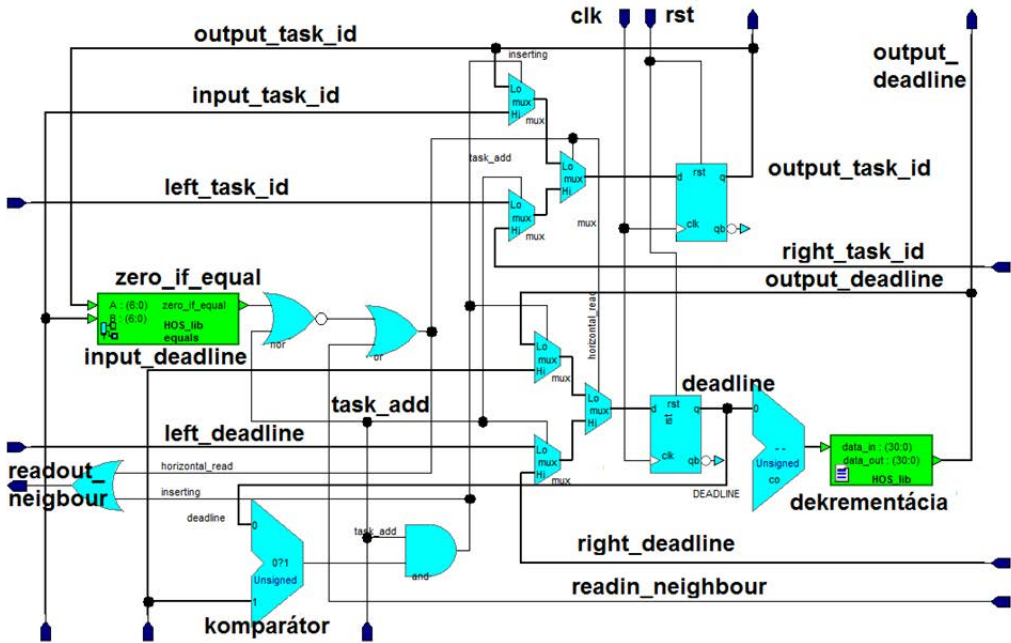 clk rst
output_task_id
inserting
output_
deadline
Lo
mux
Hi
mux
input_task_id
task_add
Lo
mux
Hi
rst
d q
clk
qb
output_task_id
left_task_id
Lo
mux
Hi
mux
mux
right_task_id
zero_if_equal
output_deadline
A : (6:0) zero_if_equal
B : (6:0)
HOS_lib
equals
nor
or
input_deadline
horizontal_read
Lo
mux
Hi
mux
Lo
mux
Hi
deadline
rst
rst
d q
clk
qb
DEADLINE
0
- -
Unsigned
co
data_in : (30:0)
data_out : (30:0)
HOS_lib
dekrementácia
task_add
left_deadline
Lo
mux
Hi
mux
readout_
neigbour
horizontal_read
inserting
deadline
0
0?1
Unsigned
1
task_add
and
right_deadline
readin_neighbour
komparátor